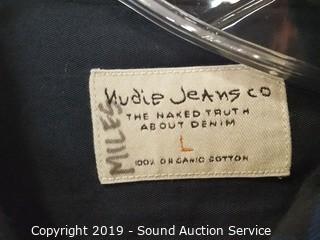 Nudie Jeans co
THE NAKED TRUTH
ABOUT DENIM
L
100% ORGANIC COTTON
MILES
Copyright 2019 - Sound Auction Service